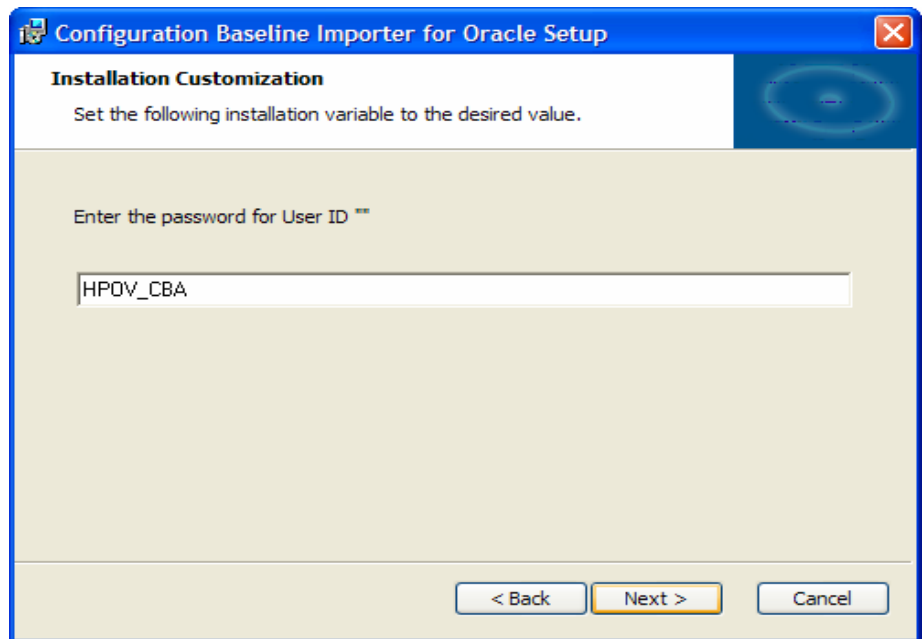 Configuration Baseline Importer for Oracle Setup
Installation Customization
Set the following installation variable to the desired value.
Enter the password for User ID ""
HPOV_CBA
< Back
Next >
Cancel